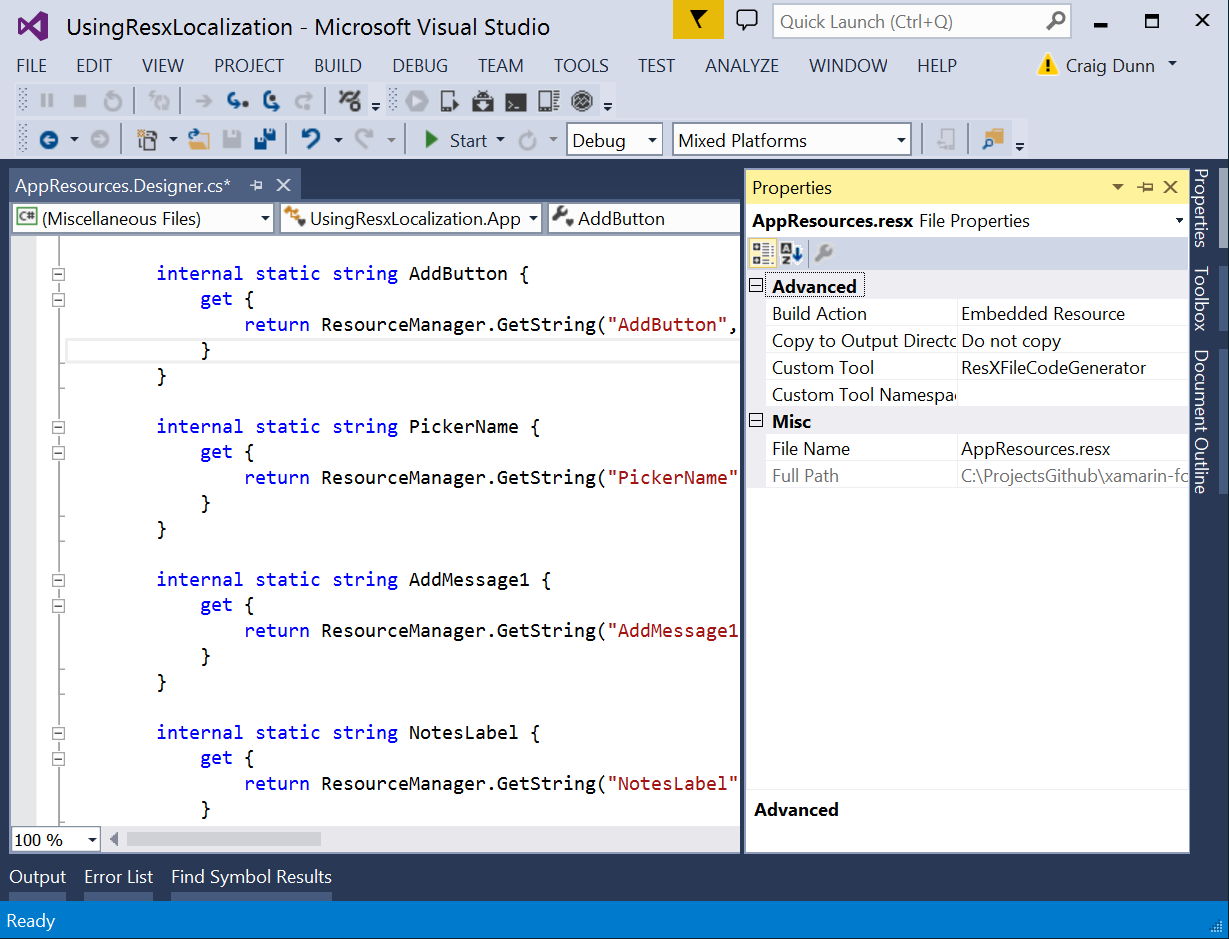 UsingResxLocalization - Microsoft Visual Studio
Quick Launch (Ctrl+Q)
FILE EDIT VIEW PROJECT BUILD DEBUG TEAM TOOLS TEST ANALYZE WINDOW HELP
Craig Dunn
Start
Debug
Mixed Platforms
AppResources.Designer.cs*
C#
(Miscellaneous Files)
UsingResxLocalization.App
AddButton
internal static string AddButton {
get {
return ResourceManager.GetString("AddButton",
}
}
internal static string PickerName {
get {
return ResourceManager.GetString("PickerName"
}
}
internal static string AddMessage1 {
get {
return ResourceManager.GetString("AddMessage1
}
}
internal static string NotesLabel {
get {
return ResourceManager.GetString("NotesLabel"
}
100 %
Properties
AppResources.resx File Properties
A
Z
Advanced
Build Action Embedded Resource
Copy to Output Directo Do not copy
Custom Tool ResXFileCodeGenerator
Custom Tool Namespa
Misc
File Name AppResources.resx
Full Path C:\ProjectsGithub\xamarin-fo
Advanced
Properties
Toolbox
Document Outline
Output Error List Find Symbol Results
Ready